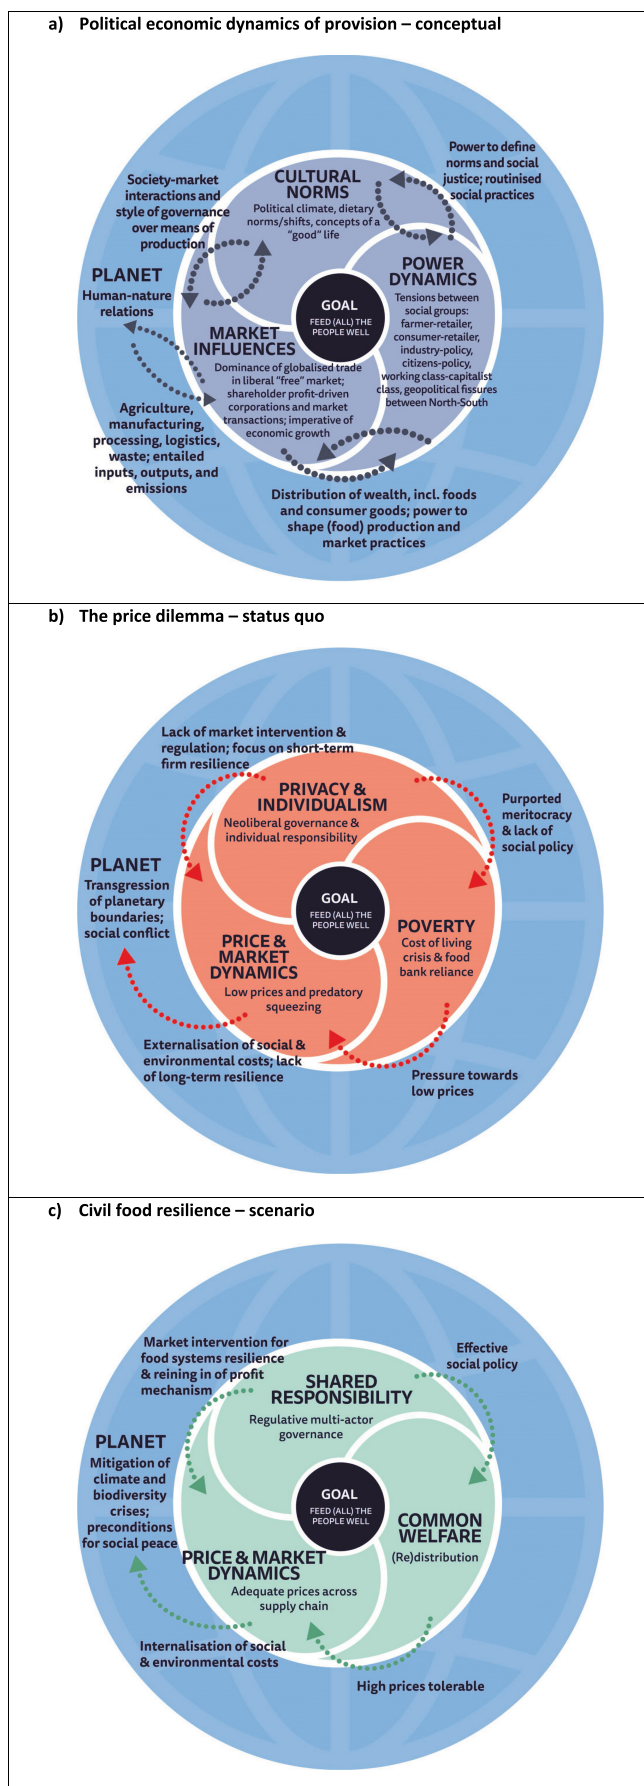 a) Political economic dynamics of provision – conceptual
Power to define
norms and social
justice; routinised
social practices
CULTURAL
NORMS
Political climate, dietary
norms/shifts, concepts of a
"good" life
Society-market
interactions and
style of governance
over means of
production
POWER
DYNAMICS
Tensions between
social groups:
farmer-retailer,
consumer-retailer,
industry-policy,
citizens-policy,
working class-capitalist
class, geopolitical fissures
between North-South
PLANET
Human-nature
relations
GOAL
FEED (ALL) THE
PEOPLE WELL
MARKET
INFLUENCES
Dominance of globalised trade
in liberal "free" market;
shareholder profit-driven
corporations and market
transactions; imperative of
economic growth
Agriculture,
manufacturing,
processing, logistics,
waste; entailed
inputs, outputs, and
emissions
Distribution of wealth, incl. foods
and consumer goods; power to
shape (food) production and
market practices
b) The price dilemma – status quo
Lack of market intervention &
regulation; focus on short-term
firm resilience
PRIVACY &
INDIVIDUALISM
Neoliberal governance &
individual responsibility
Purported
meritocracy
& lack of
social policy
PLANET
Transgression
of planetary
boundaries;
social conflict
GOAL
FEED (ALL) THE
PEOPLE WELL
POVERTY
Cost of living
crisis & food
bank reliance
PRICE &
MARKET
DYNAMICS
Low prices and predatory
squeezing
Externalisation of social &
environmental costs; lack
of long-term resilience
Pressure towards
low prices
c) Civil food resilience – scenario
Market intervention for
food systems resilience
& reining in of profit
mechanism
Effective
social policy
SHARED
RESPONSIBILITY
Regulative multi-actor
governance
PLANET
Mitigation of
climate and
biodiversity
crises;
preconditions
for social peace
GOAL
FEED (ALL) THE
PEOPLE WELL
COMMON
WELFARE
(Re)distribution
PRICE & MARKET
DYNAMICS
Adequate prices across
supply chain
Internalisation of social
& environmental costs
High prices tolerable